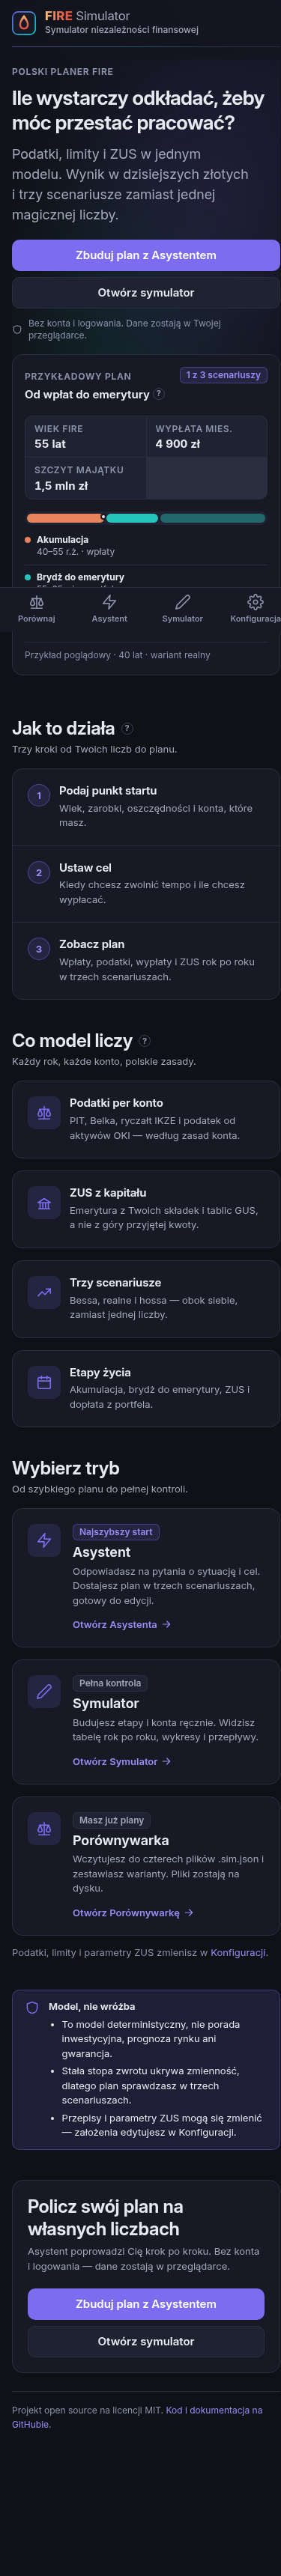 FIRE Simulator
Symulator niezależności finansowej
POLSKI PLANER FIRE
Ile wystarczy odkładać, żeby
móc przestać pracować?
Podatki, limity i ZUS w jednym
modelu. Wynik w dzisiejszych złotych
i trzy scenariusze zamiast jednej
magicznej liczby.
Zbuduj plan z Asystentem
Otwórz symulator
Bez konta i logowania. Dane zostają w Twojej
przeglądarce.
PRZYKŁADOWY PLAN
1 z 3 scenariuszy
Od wpłat do emerytury ?
WIEK FIRE
55 lat
WYPŁATA MIES.
4 900 zł
SZCZYT MAJĄTKU
1,5 mln zł
Akumulacja
40–55 r.ż. · wpłaty
Brydż do emerytury
Porównaj
Asystent
Symulator
Konfiguracja
Przykład poglądowy · 40 lat · wariant realny
Jak to działa ?
Trzy kroki od Twoich liczb do planu.
1
Podaj punkt startu
Wiek, zarobki, oszczędności i konta, które
masz.
2
Ustaw cel
Kiedy chcesz zwolnić tempo i ile chcesz
wypłacać.
3
Zobacz plan
Wpłaty, podatki, wypłaty i ZUS rok po roku
w trzech scenariuszach.
Co model liczy ?
Każdy rok, każde konto, polskie zasady.
Podatki per konto
PIT, Belka, ryczałt IKZE i podatek od
aktywów OKI — według zasad konta.
ZUS z kapitału
Emerytura z Twoich składek i tablic GUS,
a nie z góry przyjętej kwoty.
Trzy scenariusze
Bessa, realne i hossa — obok siebie,
zamiast jednej liczby.
Etapy życia
Akumulacja, brydż do emerytury, ZUS i
dopłata z portfela.
Wybierz tryb
Od szybkiego planu do pełnej kontroli.
Najszybszy start
Asystent
Odpowiadasz na pytania o sytuację i cel.
Dostajesz plan w trzech scenariuszach,
gotowy do edycji.
Otwórz Asystenta →
Pełna kontrola
Symulator
Budujesz etapy i konta ręcznie. Widzisz
tabelę rok po roku, wykresy i przepływy.
Otwórz Symulator →
Masz już plany
Porównywarka
Wczytujesz do czterech plików .sim.json i
zestawiasz warianty. Pliki zostają na
dysku.
Otwórz Porównywarkę →
Podatki, limity i parametry ZUS zmienisz w Konfiguracji.
Model, nie wróżba
• To model deterministyczny, nie porada
inwestycyjna, prognoza rynku ani
gwarancja.
• Stała stopa zwrotu ukrywa zmienność,
dlatego plan sprawdzasz w trzech
scenariuszach.
• Przepisy i parametry ZUS mogą się zmienić
— założenia edytujesz w Konfiguracji.
Policz swój plan na
własnych liczbach
Asystent poprowadzi Cię krok po kroku. Bez konta
i logowania — dane zostają w przeglądarce.
Zbuduj plan z Asystentem
Otwórz symulator
Projekt open source na licencji MIT. Kod i dokumentacja na
GitHubie.